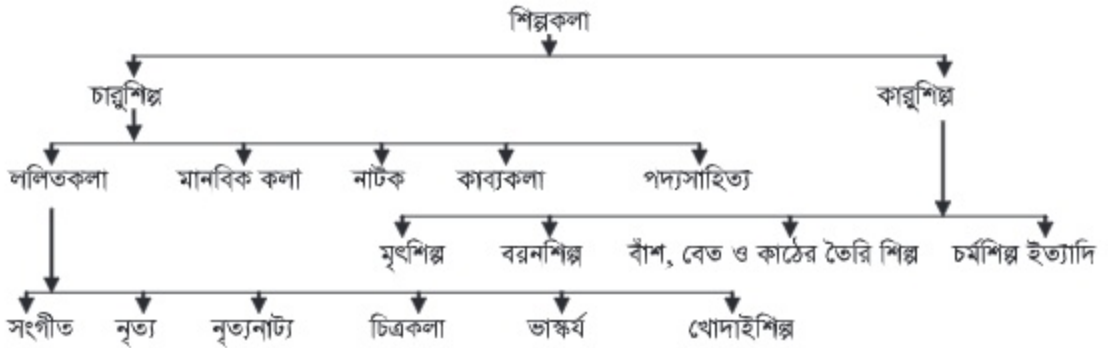 শিল্পকলা
চারুশিল্প কারুশিল্প
ললিতকলা মানবিক কলা নাটক কাব্যকলা পদ্যসাহিত্য
মৃৎশিল্প বয়নশিল্প বাঁশ, বেত ও কাঠের তৈরি শিল্প চর্মশিল্প ইত্যাদি
সংগীত নৃত্য নৃত্যনাট্য চিত্রকলা ভাস্কর্য খোদাইশিল্প